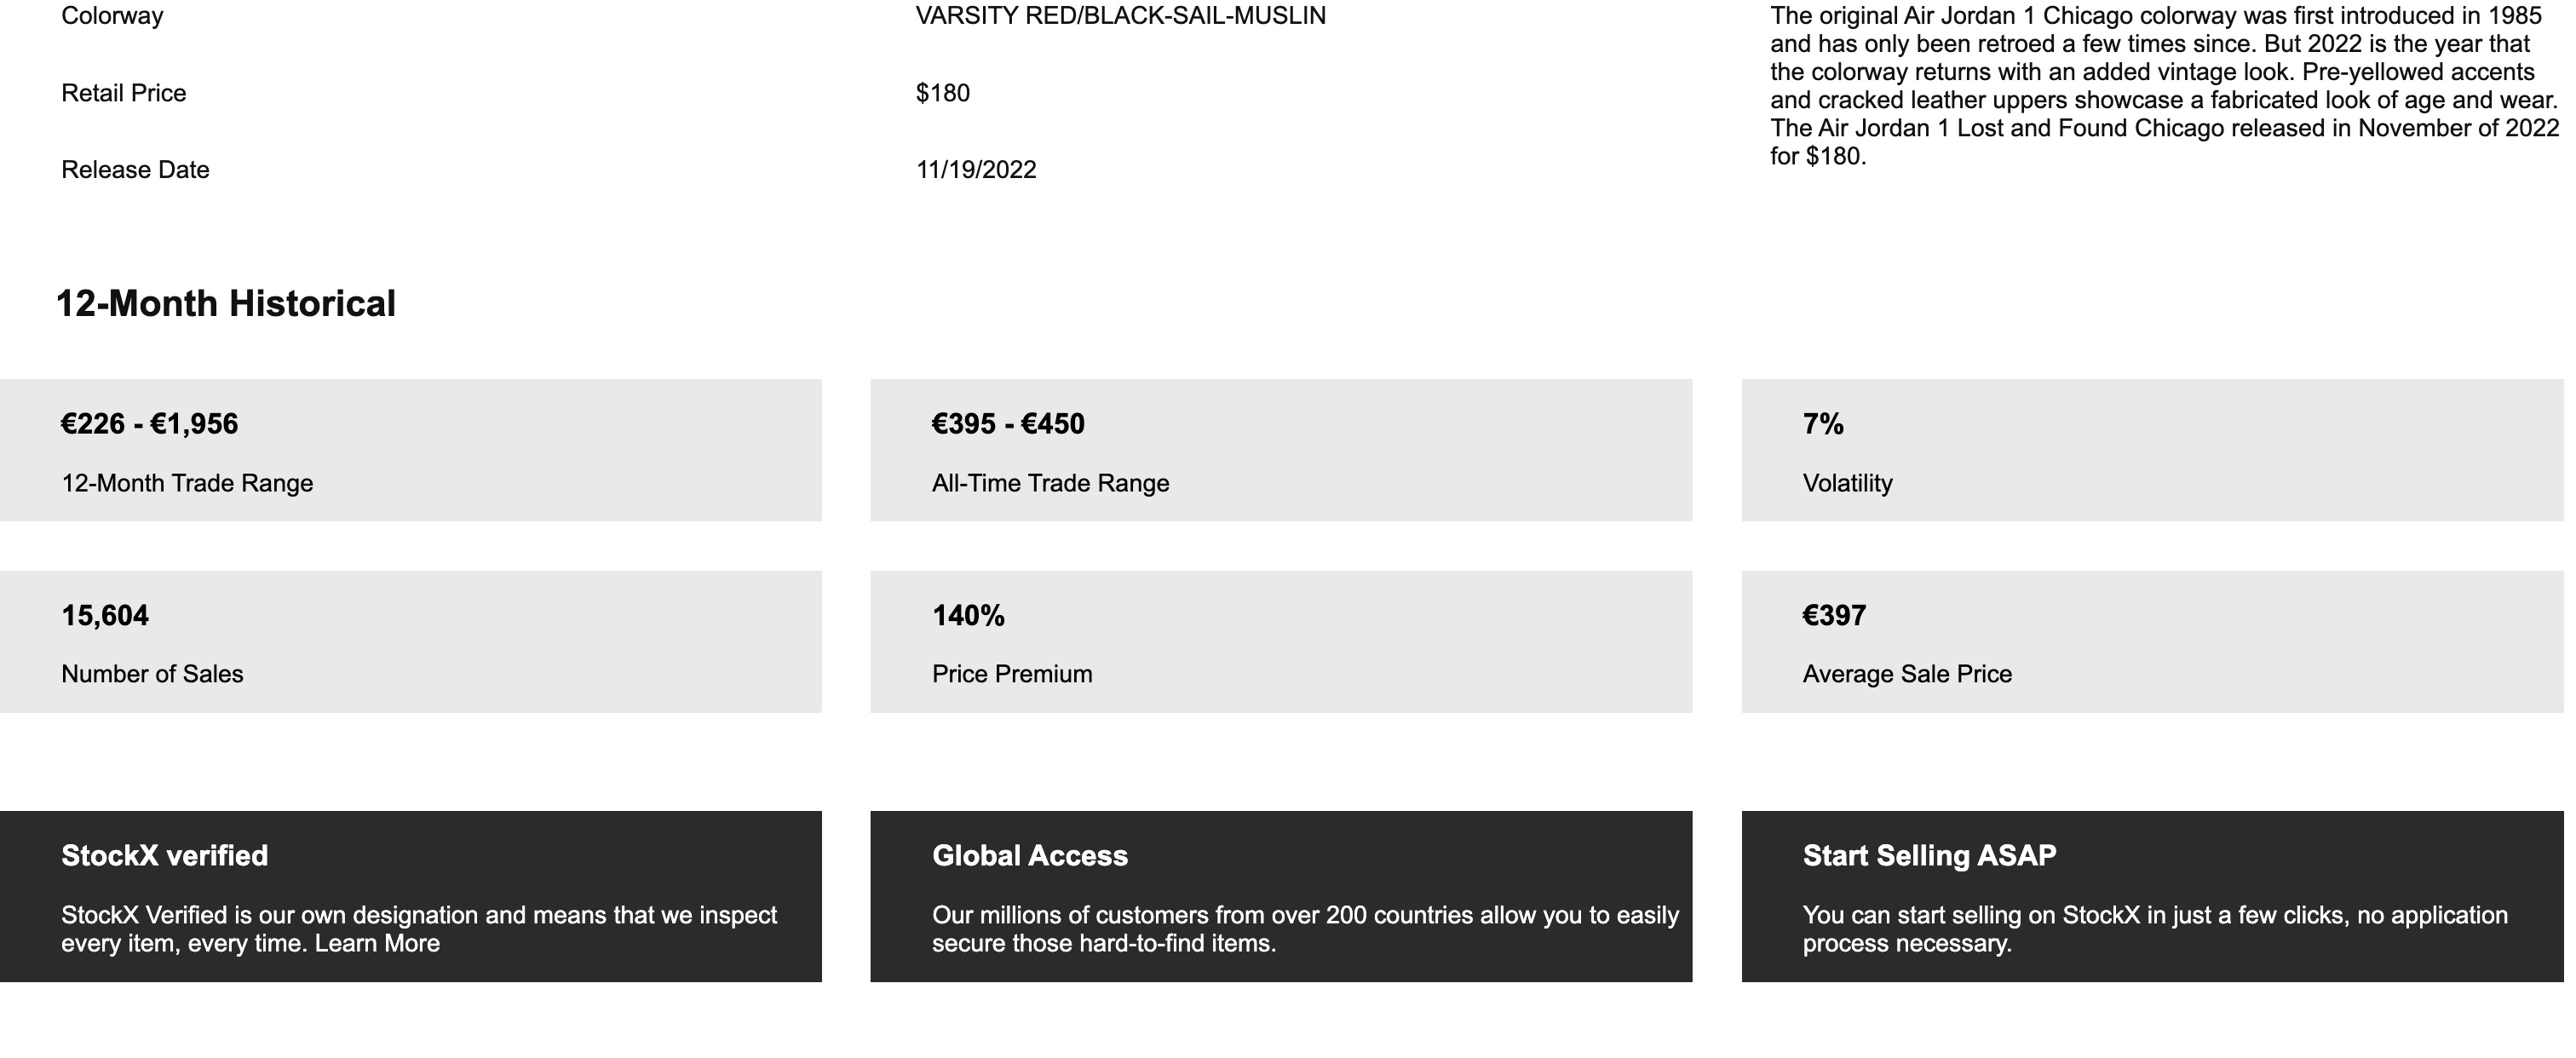 Colorway
VARSITY RED/BLACK-SAIL-MUSLIN
Retail Price
$180
Release Date
11/19/2022
The original Air Jordan 1 Chicago colorway was first introduced in 1985
and has only been retroed a few times since. But 2022 is the year that
the colorway returns with an added vintage look. Pre-yellowed accents
and cracked leather uppers showcase a fabricated look of age and wear.
The Air Jordan 1 Lost and Found Chicago released in November of 2022
for $180.
12-Month Historical
€226 - €1,956
12-Month Trade Range
€395 - €450
All-Time Trade Range
7%
Volatility
15,604
Number of Sales
140%
Price Premium
€397
Average Sale Price
StockX verified
StockX Verified is our own designation and means that we inspect
every item, every time. Learn More
Global Access
Our millions of customers from over 200 countries allow you to easily
secure those hard-to-find items.
Start Selling ASAP
You can start selling on StockX in just a few clicks, no application
process necessary.